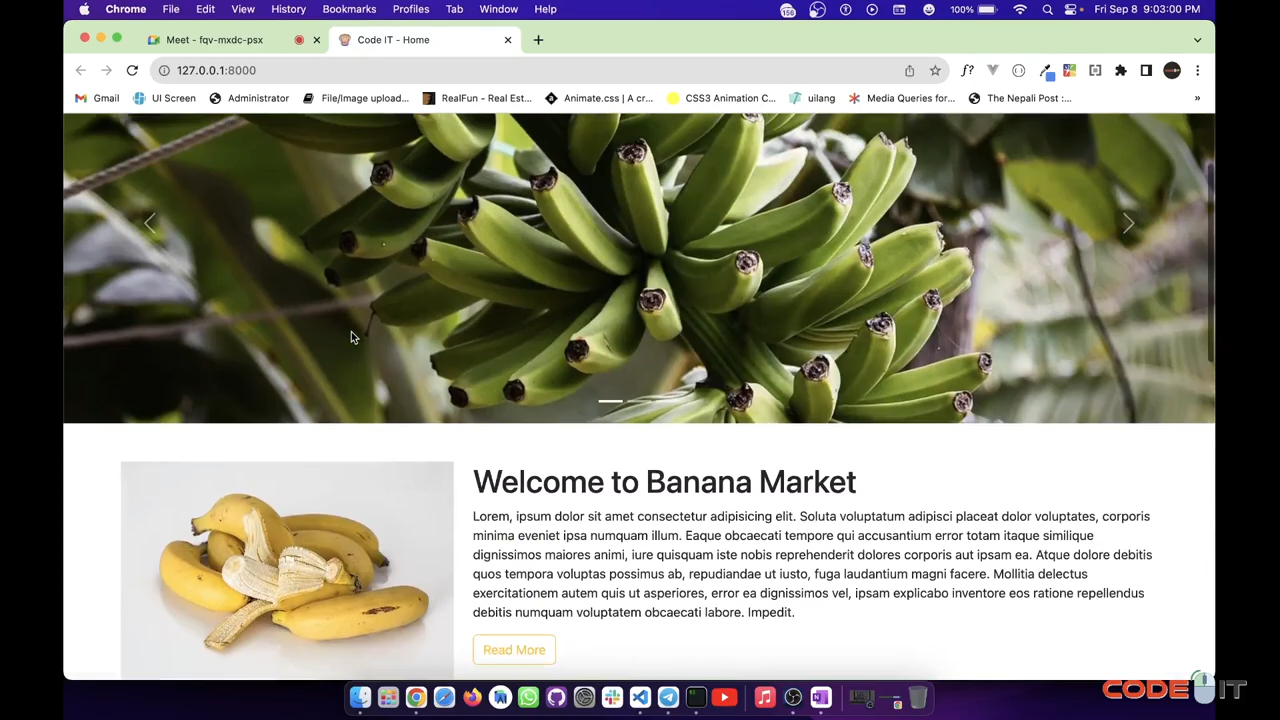 Chrome File Edit View History Bookmarks Profiles Tab Window Help 156 100% Fri Sep 8 9:03:00 PM
Meet - fqv-mxdc-psx Code IT - Home
127.0.0.1:8000 f?
Gmail UI Screen Administrator File/Image upload... RealFun - Real Est... Animate.css | A cr... CSS3 Animation C... uilang Media Queries for... The Nepali Post :... »
Welcome to Banana Market
Lorem, ipsum dolor sit amet consectetur adipisicing elit. Soluta voluptatum adipisci placeat dolor voluptates, corporis
minima eveniet ipsa numquam illum. Eaque obcaecati tempore qui accusantium error totam iusto similique
dignissimos maiores animi, iure quisquam iste nobis reprehenderit dolores corporis aut ipsam ea. Atque dolore debitis
quos tempora voluptas possimus ab, repudiandae ut iusto, fuga laudantium magni facere. Mollitia delectus
exercitationem autem quis ut asperiores, error ea dignissimos vel, ipsam explicabo inventore eos ratione repellendus
debitis numquam voluptatem obcaecati labore. Impedit.
Read More
CODE IT